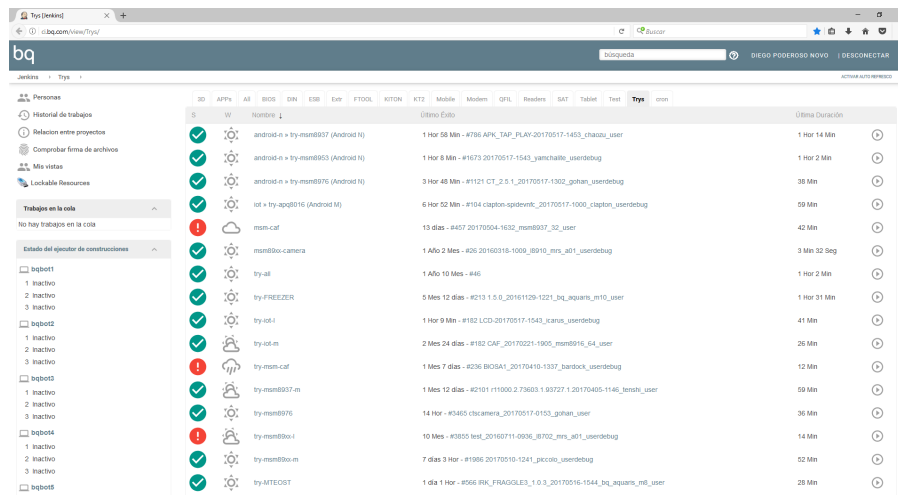 Trys [Jenkins]
ci.bq.com/view/Trys/
Buscar
bq
búsqueda
DIEGO PODEROSO NOVO | DESCONECTAR
Jenkins › Trys ›
ACTIVAR AUTO REFRESCO
Personas
Historial de trabajos
Relacion entre proyectos
Comprobar firma de archivos
Mis vistas
Lockable Resources
Trabajos en la cola
No hay trabajos en la cola
Estado del ejecutor de construcciones
bqbot1
1 Inactivo
2 Inactivo
3 Inactivo
bqbot2
1 Inactivo
2 Inactivo
3 Inactivo
bqbot3
1 Inactivo
2 Inactivo
3 Inactivo
bqbot4
1 Inactivo
2 Inactivo
3 Inactivo
bqbot5
3D APPs All BIOS DIN ESB Extr FTOOL KITON KT2 Mobile Modem QFIL Readers SAT Tablet Test Trys cron
S W Nombre ↓ Último Éxito Última Duración
android-n » try-msm8937 (Android N) 1 Hor 58 Min - #786 APK_TAP_PLAY-20170517-1453_chaozu_user 1 Hor 14 Min
android-n » try-msm8953 (Android N) 1 Hor 8 Min - #1673 20170517-1543_yamchalite_userdebug 1 Hor 2 Min
android-n » try-msm8976 (Android N) 3 Hor 48 Min - #1121 CT_2.5.1_20170517-1302_gohan_userdebug 38 Min
iot » try-apq8016 (Android M) 6 Hor 52 Min - #104 clapton-spidevmfc_20170517-1000_clapton_userdebug 59 Min
msm-caf 13 días - #457 20170504-1632_msm8937_32_user 42 Min
msm89xx-camera 1 Año 2 Mes - #26 20160318-1009_i8910_mrs_a01_userdebug 3 Min 32 Seg
try-all 1 Año 10 Mes - #46 1 Hor 2 Min
try-FREEZER 5 Mes 12 días - #213 1.5.0_20161129-1221_bq_aquaris_m10_user 1 Hor 31 Min
try-iot-l 1 Hor 9 Min - #182 LCD-20170517-1543_icarus_userdebug 41 Min
try-iot-m 2 Mes 24 días - #182 CAF_20170221-1905_msm8916_64_user 26 Min
try-msm-caf 1 Mes 7 días - #236 BIOSA1_20170410-1337_bardock_userdebug 12 Min
try-msm8937-m 1 Mes 12 días - #2101 r11000.2.73603.1.93727.1.20170405-1146_tenshi_user 59 Min
try-msm8976 14 Hor - #3465 ctscamera_20170517-0153_gohan_user 36 Min
try-msm89xx-l 10 Mes - #3855 test_20160711-0936_l8702_mrs_a01_userdebug 14 Min
try-msm89xx-m 7 días 3 Hor - #1986 20170510-1241_piccolo_userdebug 52 Min
try-MTEOST 1 día 1 Hor - #566 IRK_FRAGGLE3_1.0.3_20170516-1544_bq_aquaris_m8_user 28 Min